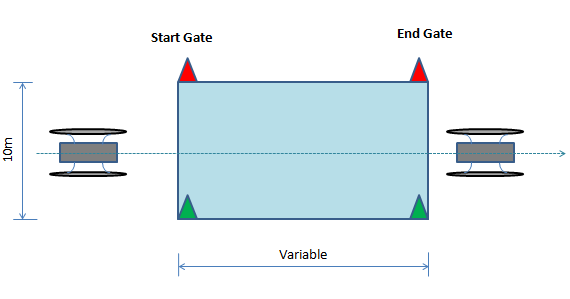 Start Gate
End Gate
10m
Variable